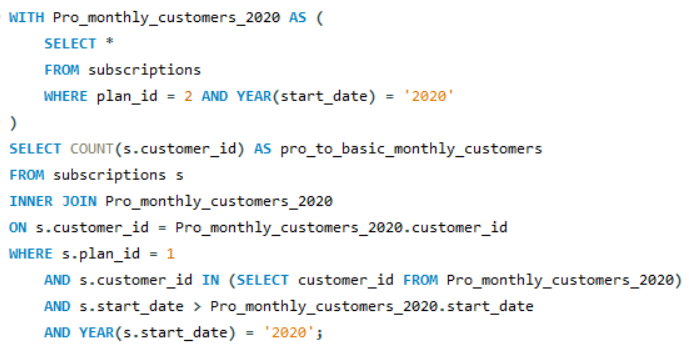 WITH Pro_monthly_customers_2020 AS (
    SELECT *
    FROM subscriptions
    WHERE plan_id = 2 AND YEAR(start_date) = '2020'
)
SELECT COUNT(s.customer_id) AS pro_to_basic_monthly_customers
FROM subscriptions s
INNER JOIN Pro_monthly_customers_2020
ON s.customer_id = Pro_monthly_customers_2020.customer_id
WHERE s.plan_id = 1
    AND s.customer_id IN (SELECT customer_id FROM Pro_monthly_customers_2020)
    AND s.start_date > Pro_monthly_customers_2020.start_date
    AND YEAR(s.start_date) = '2020';